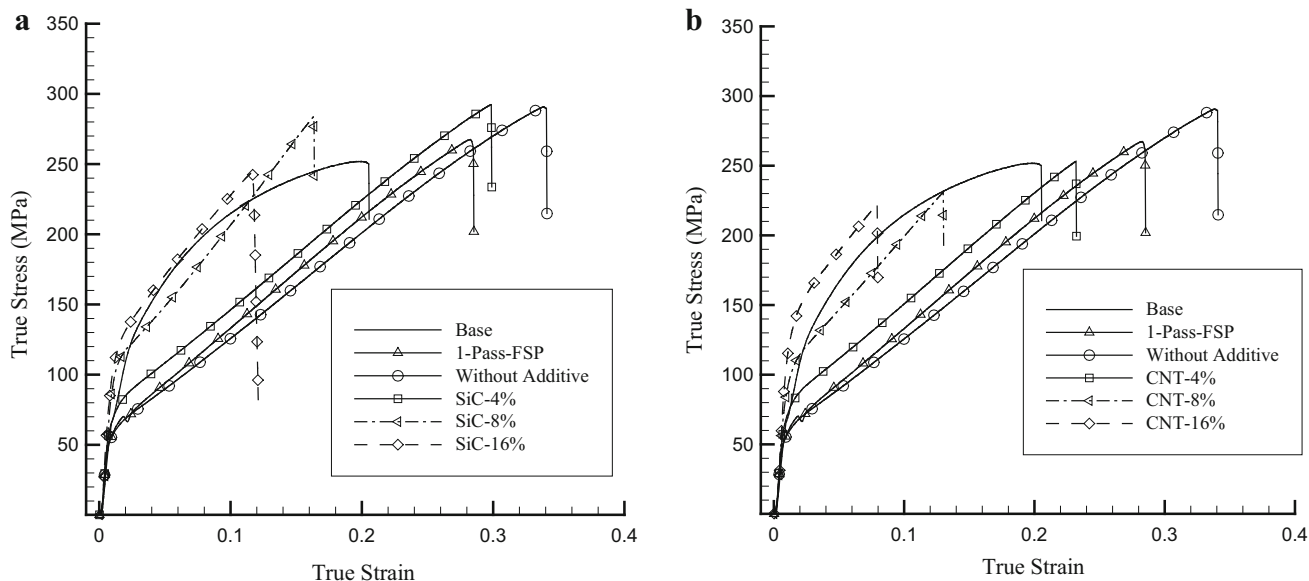 a
350
300
250
200
150
100
50
True Stress (MPa)
0
0.1
0.2
0.3
0.4
True Strain
Base
1-Pass-FSP
Without Additive
SiC-4%
SiC-8%
SiC-16%
b
350
300
250
200
150
100
50
True Stress (MPa)
0
0.1
0.2
0.3
0.4
True Strain
Base
1-Pass-FSP
Without Additive
CNT-4%
CNT-8%
CNT-16%